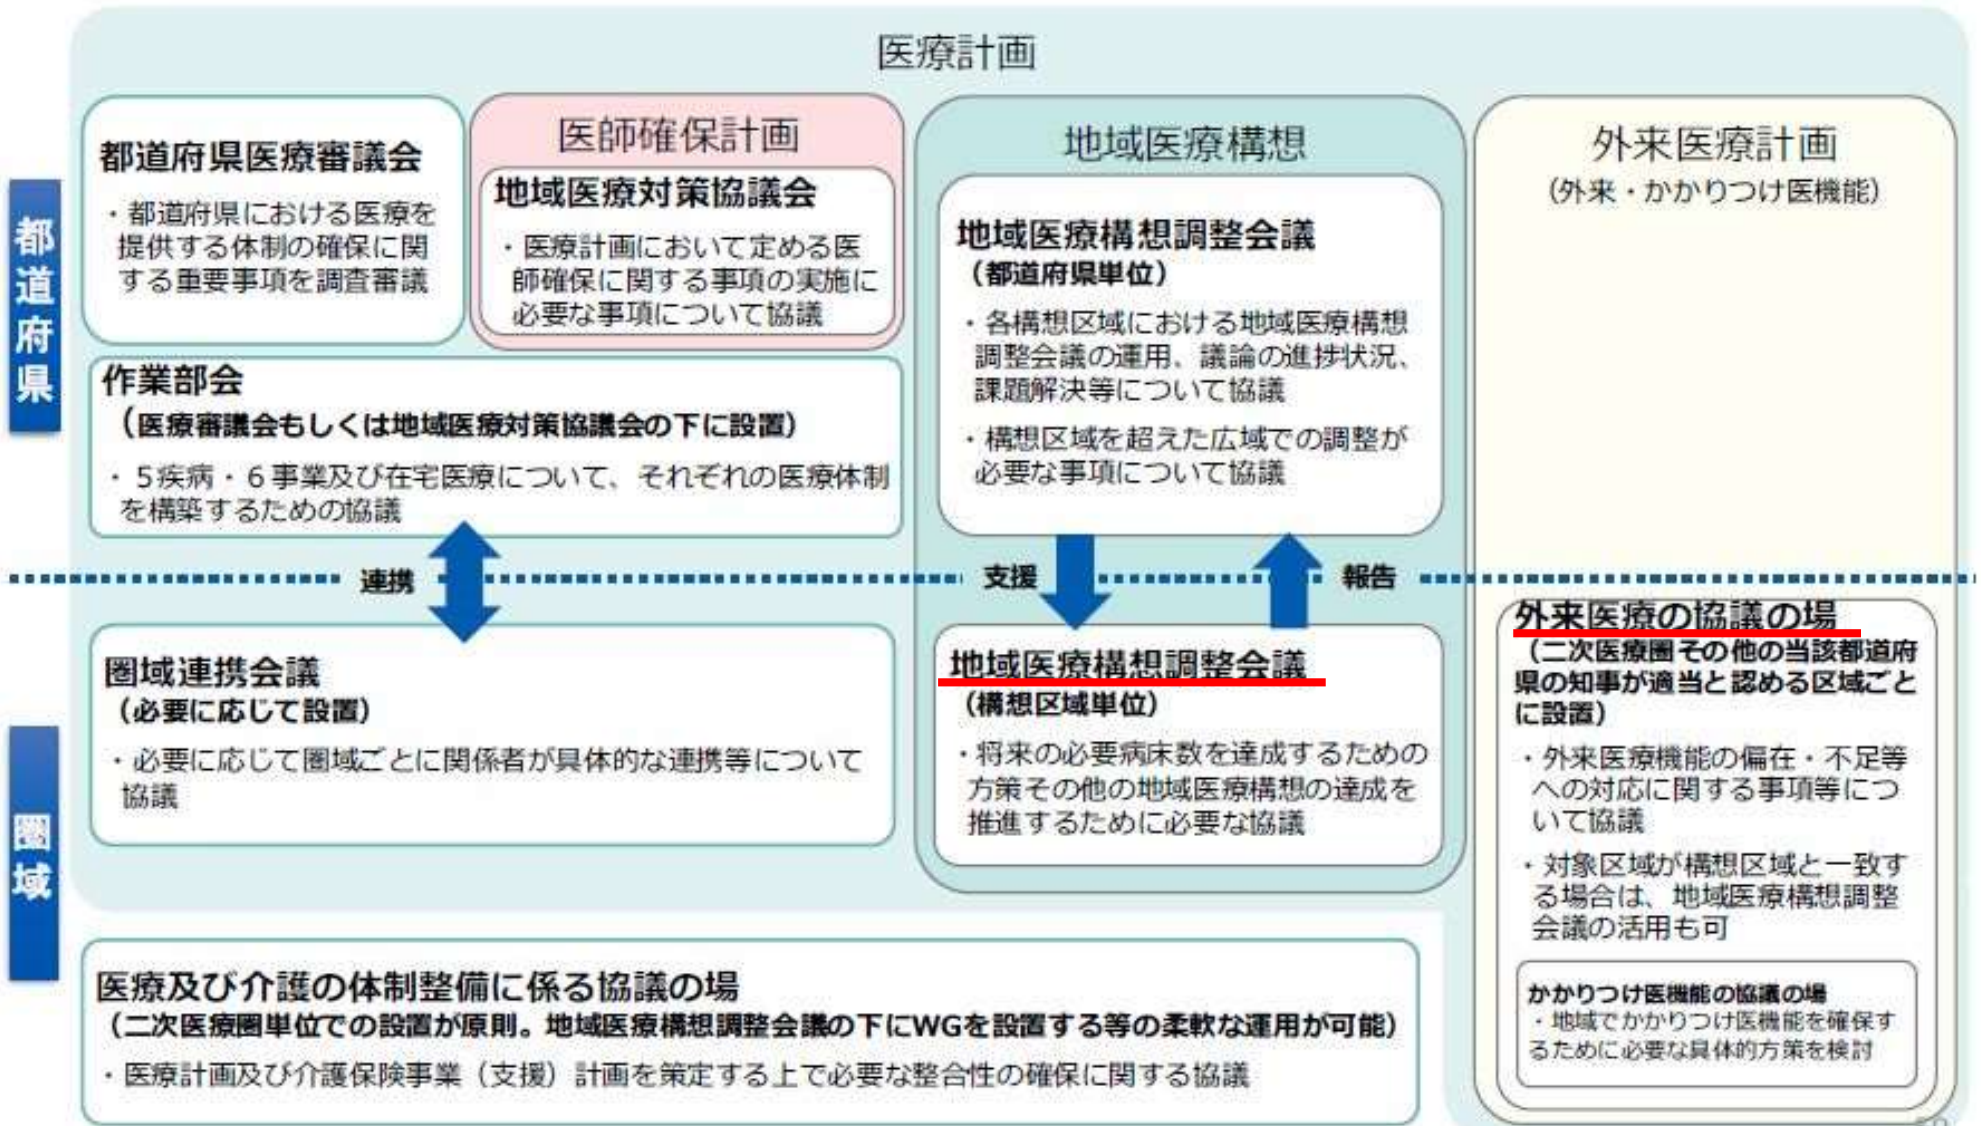 医療計画
都道府県
都道府県医療審議会
・都道府県における医療を
提供する体制の確保に関
する重要事項を調査審議
医師確保計画
地域医療対策協議会
・医療計画において定める医
師確保に関する事項の実施に
必要な事項について協議
作業部会
（医療審議会もしくは地域医療対策協議会の下に設置）
・５疾病・６事業及び在宅医療について、それぞれの医療体制
を構築するための協議
地域医療構想
地域医療構想調整会議
（都道府県単位）
・各構想区域における地域医療構想
調整会議の運用、議論の進捗状況、
課題解決等について協議
・構想区域を超えた広域での調整が
必要な事項について協議
外来医療計画
（外来・かかりつけ医機能）
連携
支援
報告
圏域
圏域連携会議
（必要に応じて設置）
・必要に応じて圏域ごとに関係者が具体的な連携等について
協議
地域医療構想調整会議
（構想区域単位）
・将来の必要病床数を達成するための
方策その他の地域医療構想の達成を
推進するために必要な協議
外来医療の協議の場
（二次医療圏その他の当該都道府
県の知事が適当と認める区域ごと
に設置）
・外来医療機能の偏在・不足等
への対応に関する事項等につ
いて協議
・対象区域が構想区域と一致す
る場合は、地域医療構想調整
会議の活用も可
かかりつけ医機能の協議の場
・地域でかかりつけ医機能を確保す
るために必要な具体的方策を検討
医療及び介護の体制整備に係る協議の場
（二次医療圏単位での設置が原則。地域医療構想調整会議の下にWGを設置する等の柔軟な運用が可能）
・医療計画及び介護保険事業（支援）計画を策定する上で必要な整合性の確保に関する協議